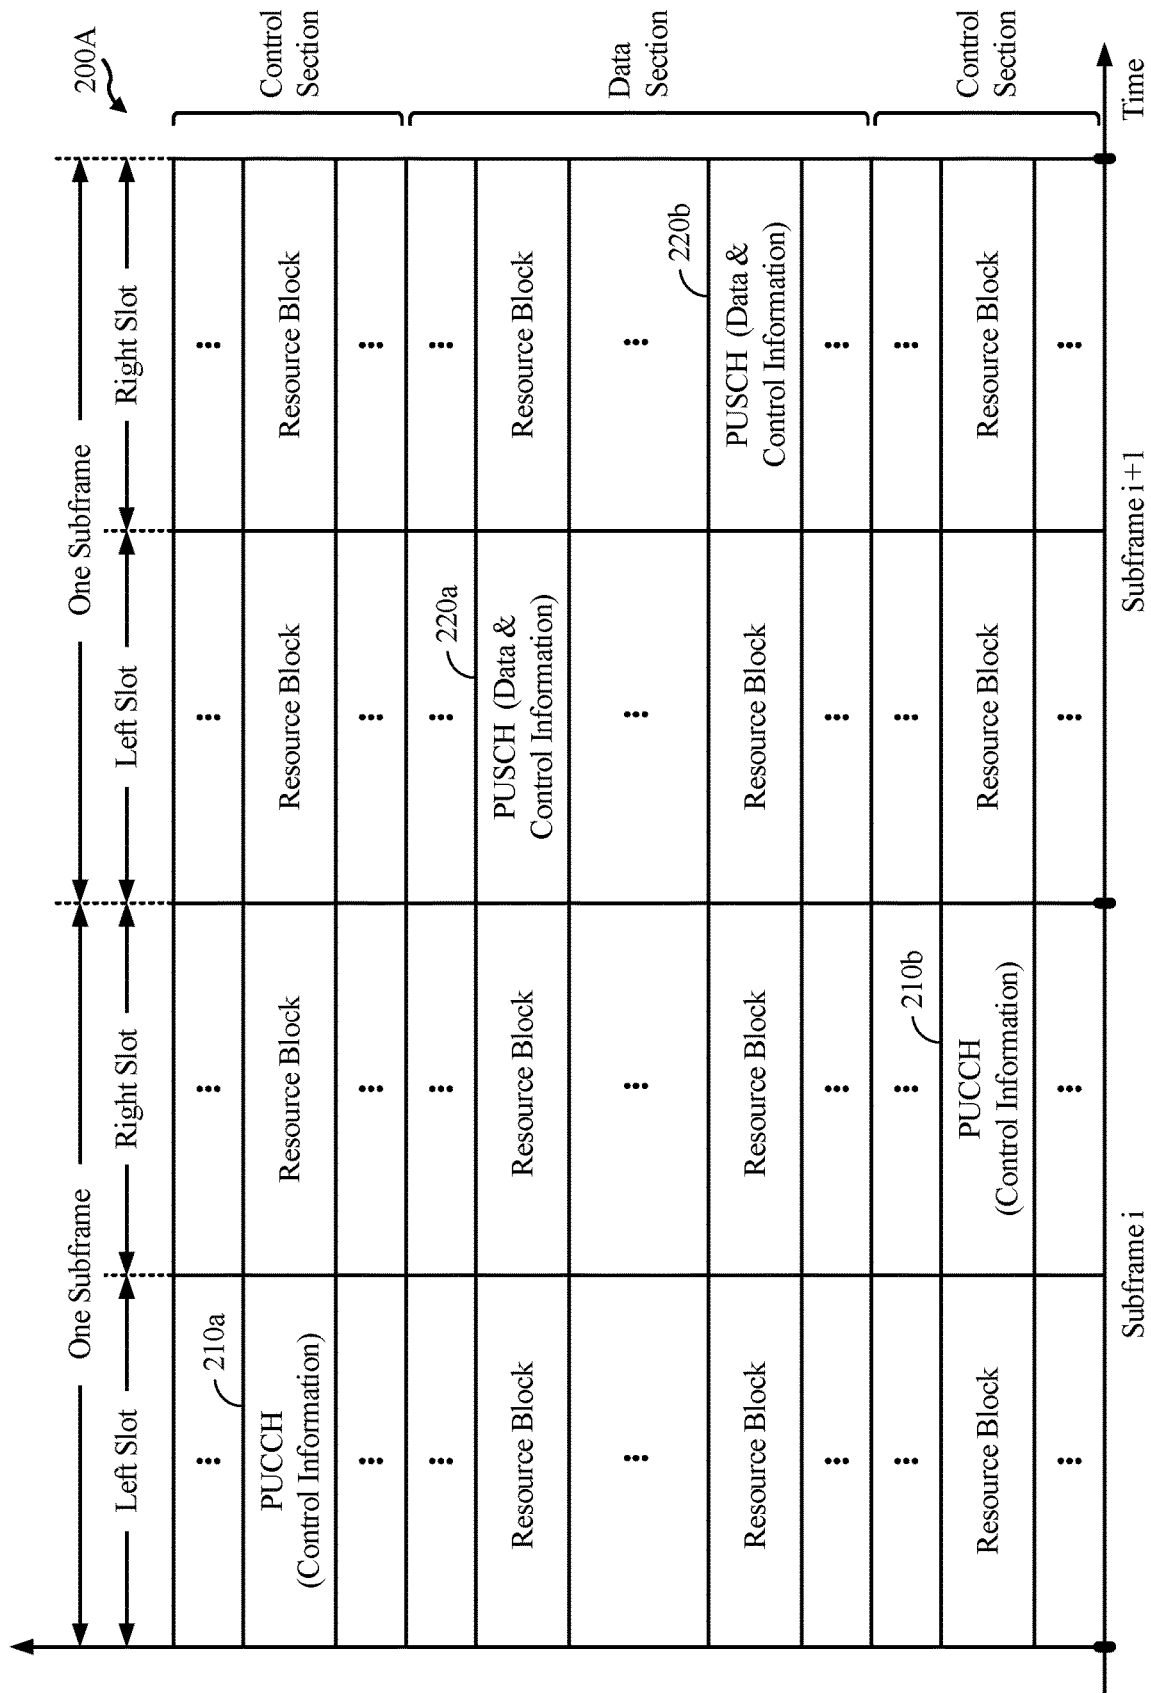 200A
One Subframe
One Subframe
Left Slot
Right Slot
Left Slot
Right Slot
...
210a
...
...
...
PUCCH
(Control Information)
Resource Block
Resource Block
Resource Block
Control
Section
...
...
...
...
...
...
220a
...
...
Resource Block
Resource Block
PUSCH (Data &
Control Information)
Resource Block
...
...
...
...
220b
Data
Section
Resource Block
Resource Block
Resource Block
PUSCH (Data &
Control Information)
...
...
...
...
...
...
210b
...
...
Resource Block
PUCCH
(Control Information)
Resource Block
Resource Block
Control
Section
...
...
...
...
Subframe i
Subframe i+1
Time